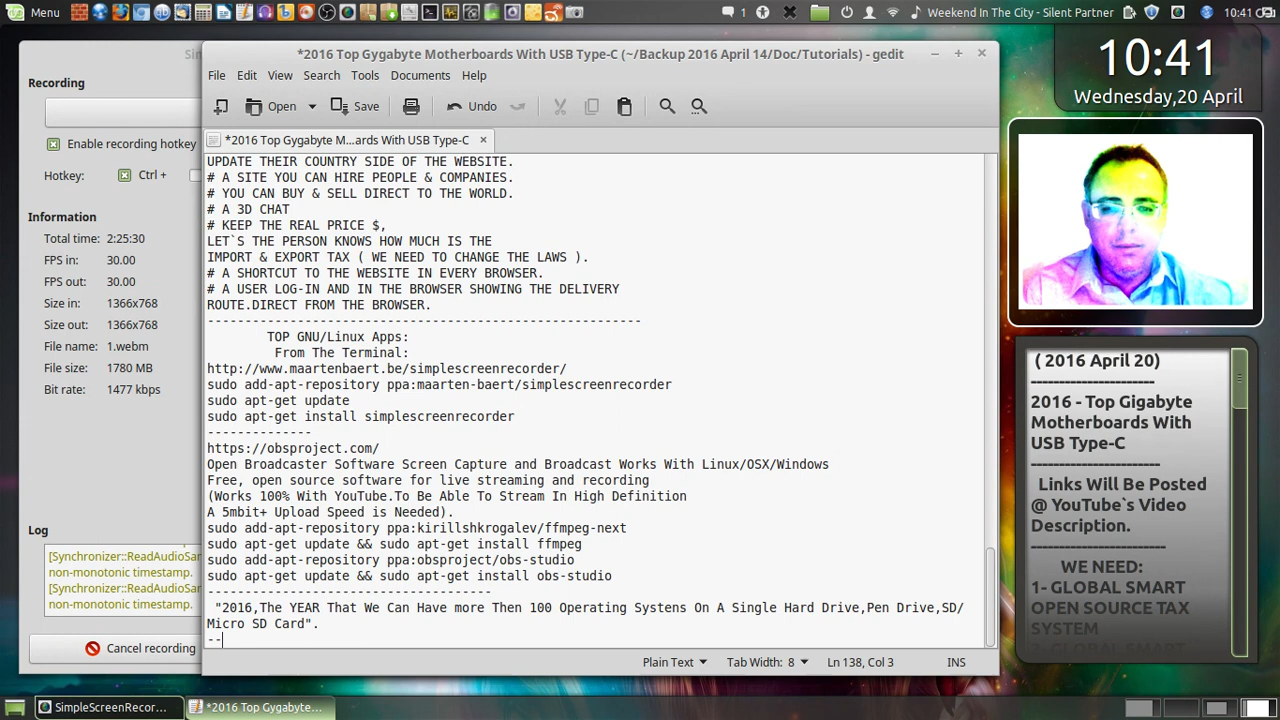 Menu
1
Weekend In The City - Silent Partner
10:41
Recording
Enable recording hotkey
Hotkey:
Ctrl +
Information
Total time: 2:25:30
FPS in: 30.00
FPS out: 30.00
Size in: 1366x768
Size out: 1366x768
File name: 1.webm
File size: 1780 MB
Bit rate: 1477 kbps
Log
[Synchronizer::ReadAudioSar
non-monotonic timestamp.
[Synchronizer::ReadAudioSar
non-monotonic timestamp.
Cancel recording
*2016 Top Gygabyte Motherboards With USB Type-C (~/Backup 2016 April 14/Doc/Tutorials) - gedit
File Edit View Search Tools Documents Help
Open Save Undo
*2016 Top Gygabyte M...ards With USB Type-C
UPDATE THEIR COUNTRY SIDE OF THE WEBSITE.
# A SITE YOU CAN HIRE PEOPLE & COMPANIES.
# YOU CAN BUY & SELL DIRECT TO THE WORLD.
# A 3D CHAT
# KEEP THE REAL PRICE $,
LET`S THE PERSON KNOWS HOW MUCH IS THE
IMPORT & EXPORT TAX ( WE NEED TO CHANGE THE LAWS ).
# A SHORTCUT TO THE WEBSITE IN EVERY BROWSER.
# A USER LOG-IN AND IN THE BROWSER SHOWING THE DELIVERY
ROUTE.DIRECT FROM THE BROWSER.
----------------------------------------------------------
TOP GNU/Linux Apps:
From The Terminal:
http://www.maartenbaert.be/simplescreenrecorder/
sudo add-apt-repository ppa:maarten-baert/simplescreenrecorder
sudo apt-get update
sudo apt-get install simplescreenrecorder
--------------
https://obsproject.com/
Open Broadcaster Software Screen Capture and Broadcast Works With Linux/OSX/Windows
Free, open source software for live streaming and recording
(Works 100% With YouTube.To Be Able To Stream In High Definition
A 5mbit+ Upload Speed is Needed).
sudo add-apt-repository ppa:kirillshkrogalev/ffmpeg-next
sudo apt-get update && sudo apt-get install ffmpeg
sudo add-apt-repository ppa:obsproject/obs-studio
sudo apt-get update && sudo apt-get install obs-studio
--------------------------------------
"2016,The YEAR That We Can Have more Then 100 Operating Systens On A Single Hard Drive,Pen Drive,SD/
Micro SD Card".
--
Plain Text Tab Width: 8 Ln 138, Col 3 INS
10:41
Wednesday,20 April
( 2016 April 20)
----------------------
2016 - Top Gigabyte
Motherboards With
USB Type-C
-----------------------
Links Will Be Posted
@ YouTube`s Video
Description.
------------------------
WE NEED:
1- GLOBAL SMART
OPEN SOURCE TAX
SYSTEM
2- GLOBAL SMART
SimpleScreenRecor...
*2016 Top Gygabyte...